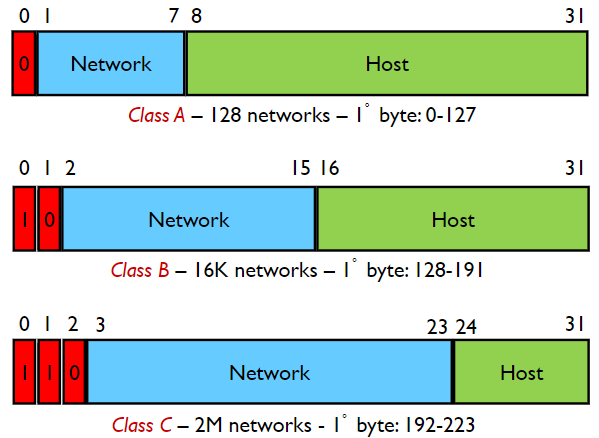 0 1 7 8 31
0 Network Host
Class A – 128 networks – 1° byte: 0-127
0 1 2 15 16 31
1 0 Network Host
Class B – 16K networks – 1° byte: 128-191
0 1 2 3 23 24 31
1 1 0 Network Host
Class C – 2M networks - 1° byte: 192-223